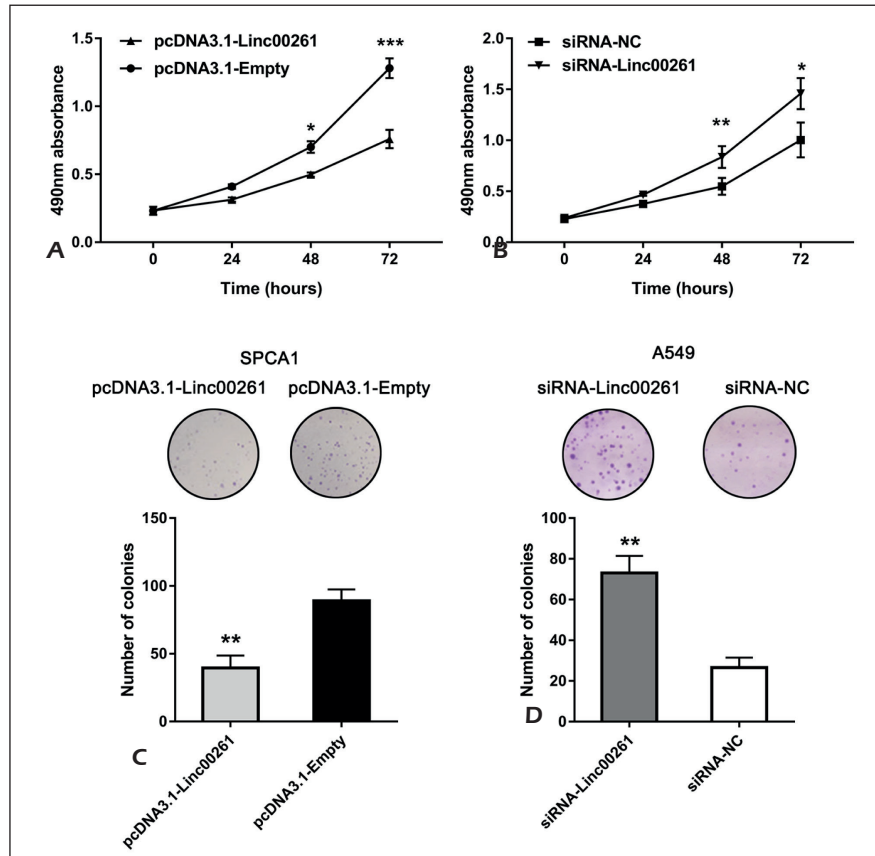 pcDNA3.1-Linc00261
pcDNA3.1-Empty
***
*
490nm absorbance
1.5
1.0
0.5
0.0
0 24 48 72
Time (hours)
A
siRNA-NC
siRNA-Linc00261
*
**
490nm absorbance
2.0
1.5
1.0
0.5
0.0
0 24 48 72
Time (hours)
B
SPCA1
pcDNA3.1-Linc00261 pcDNA3.1-Empty
150
100
50
0
Number of colonies
**
C
pcDNA3.1-Linc00261
pcDNA3.1-Empty
A549
siRNA-Linc00261 siRNA-NC
100
80
60
40
20
0
Number of colonies
**
D
siRNA-Linc00261
siRNA-NC